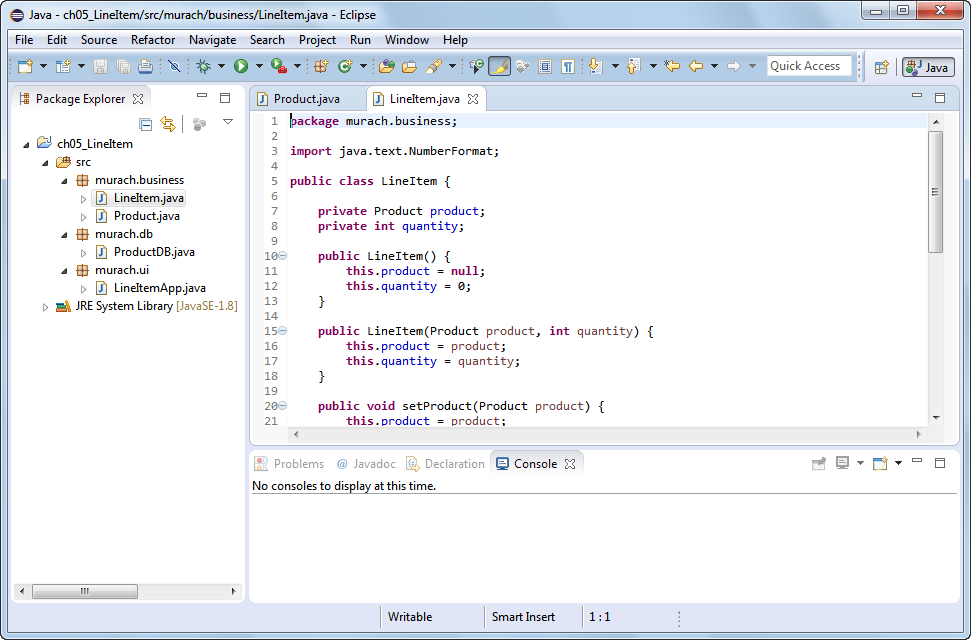 Java - ch05_LineItem/src/murach/business/LineItem.java - Eclipse
File Edit Source Refactor Navigate Search Project Run Window Help
Quick Access Java
Package Explorer
ch05_LineItem
src
murach.business
LineItem.java
Product.java
murach.db
ProductDB.java
murach.ui
LineItemApp.java
JRE System Library [JavaSE-1.8]
Product.java LineItem.java
1 package murach.business;
2
3 import java.text.NumberFormat;
4
5 public class LineItem {
6
7     private Product product;
8     private int quantity;
9
10     public LineItem() {
11         this.product = null;
12         this.quantity = 0;
13     }
14
15     public LineItem(Product product, int quantity) {
16         this.product = product;
17         this.quantity = quantity;
18     }
19
20     public void setProduct(Product product) {
21         this.product = product;
Problems @ Javadoc Declaration Console
No consoles to display at this time.
Writable Smart Insert 1 : 1